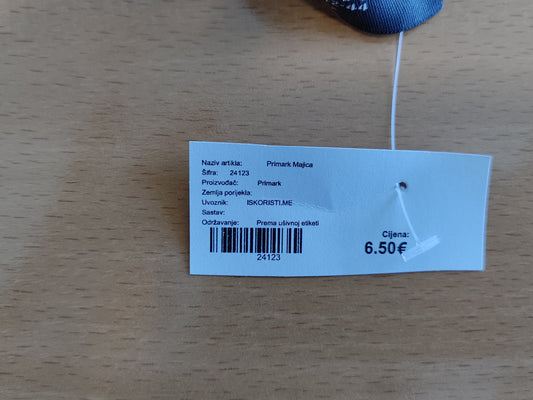 Naziv artikla: Primark Majica
Šifra: 24123
Proizvođač: Primark
Zemlja porijekla:
Uvoznik: ISKORISTI.ME
Sastav:
Održavanje: Prema ušivnoj etiketi
24123
Cijena:
6.50€